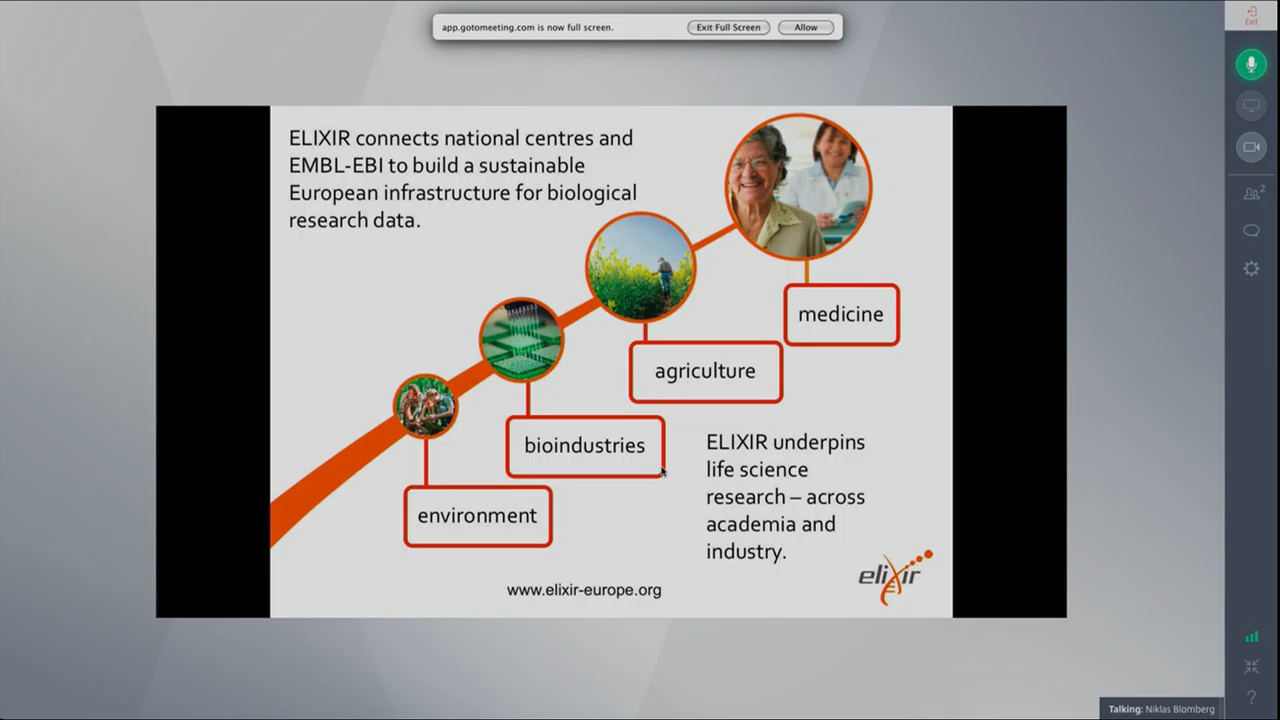 app.gotomeeting.com is now full screen.
Exit Full Screen
Allow
Exit
ELIXIR connects national centres and
EMBL-EBI to build a sustainable
European infrastructure for biological
research data.
2
medicine
agriculture
bioindustries
environment
ELIXIR underpins
life science
research – across
academia and
industry.
www.elixir-europe.org
elixir
?
Talking: Niklas Blomberg